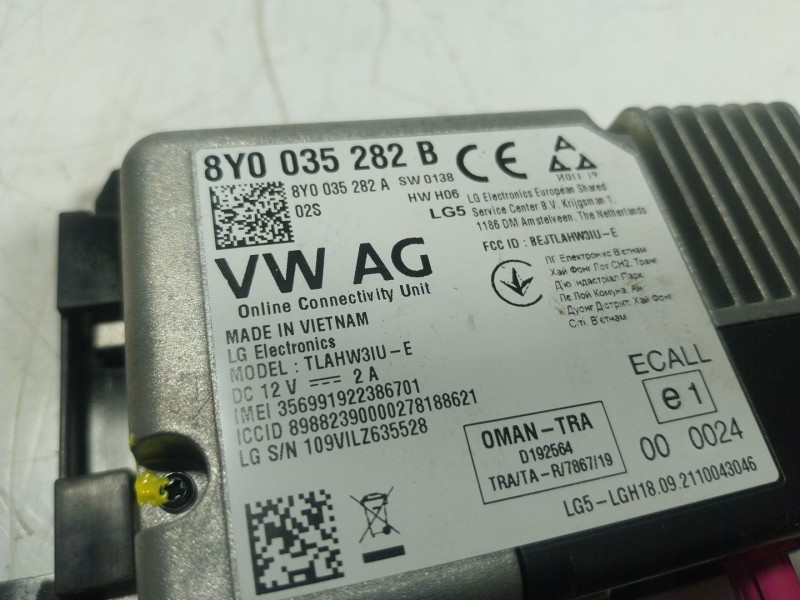 8Y0 035 282 B
8Y0 035 282 A SW 0138
02S HW H06
LG5
CE
LG Electronics European Shared
Service Center B.V. Krijgsman 1,
1186 DM Amstelveen, The Netherlands
FCC ID : BEJTLAHW3IU-E
VW AG
Online Connectivity Unit
MADE IN VIETNAM
LG Electronics
MODEL : TLAHW3IU-E
DC 12 V 2 A
IMEI 356991922386701
ICCID 89882390000278188621
LG S/N 109VILZ635528
OMAN-TRA
D192564
TRA/TA-R/7867/19
ECALL
e1
00 0024
LG5-LGH18.09.2110043046